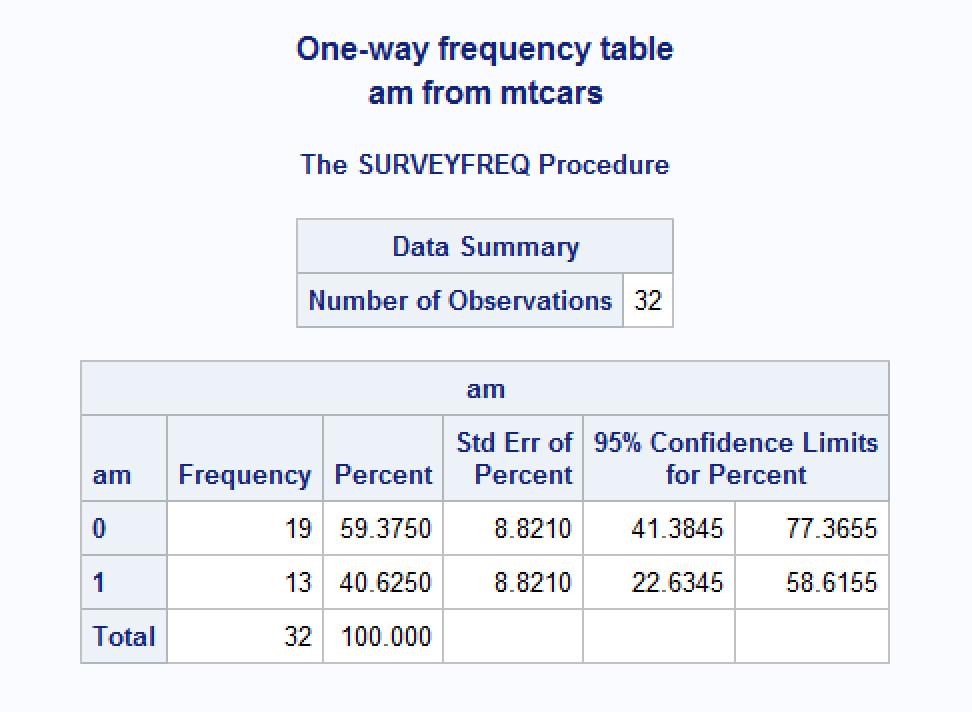 One-way frequency table
am from mtcars
The SURVEYFREQ Procedure
Data Summary
Number of Observations 32
am
am Frequency Percent Std Err of Percent 95% Confidence Limits for Percent
0 19 59.3750 8.8210 41.3845 77.3655
1 13 40.6250 8.8210 22.6345 58.6155
Total 32 100.000